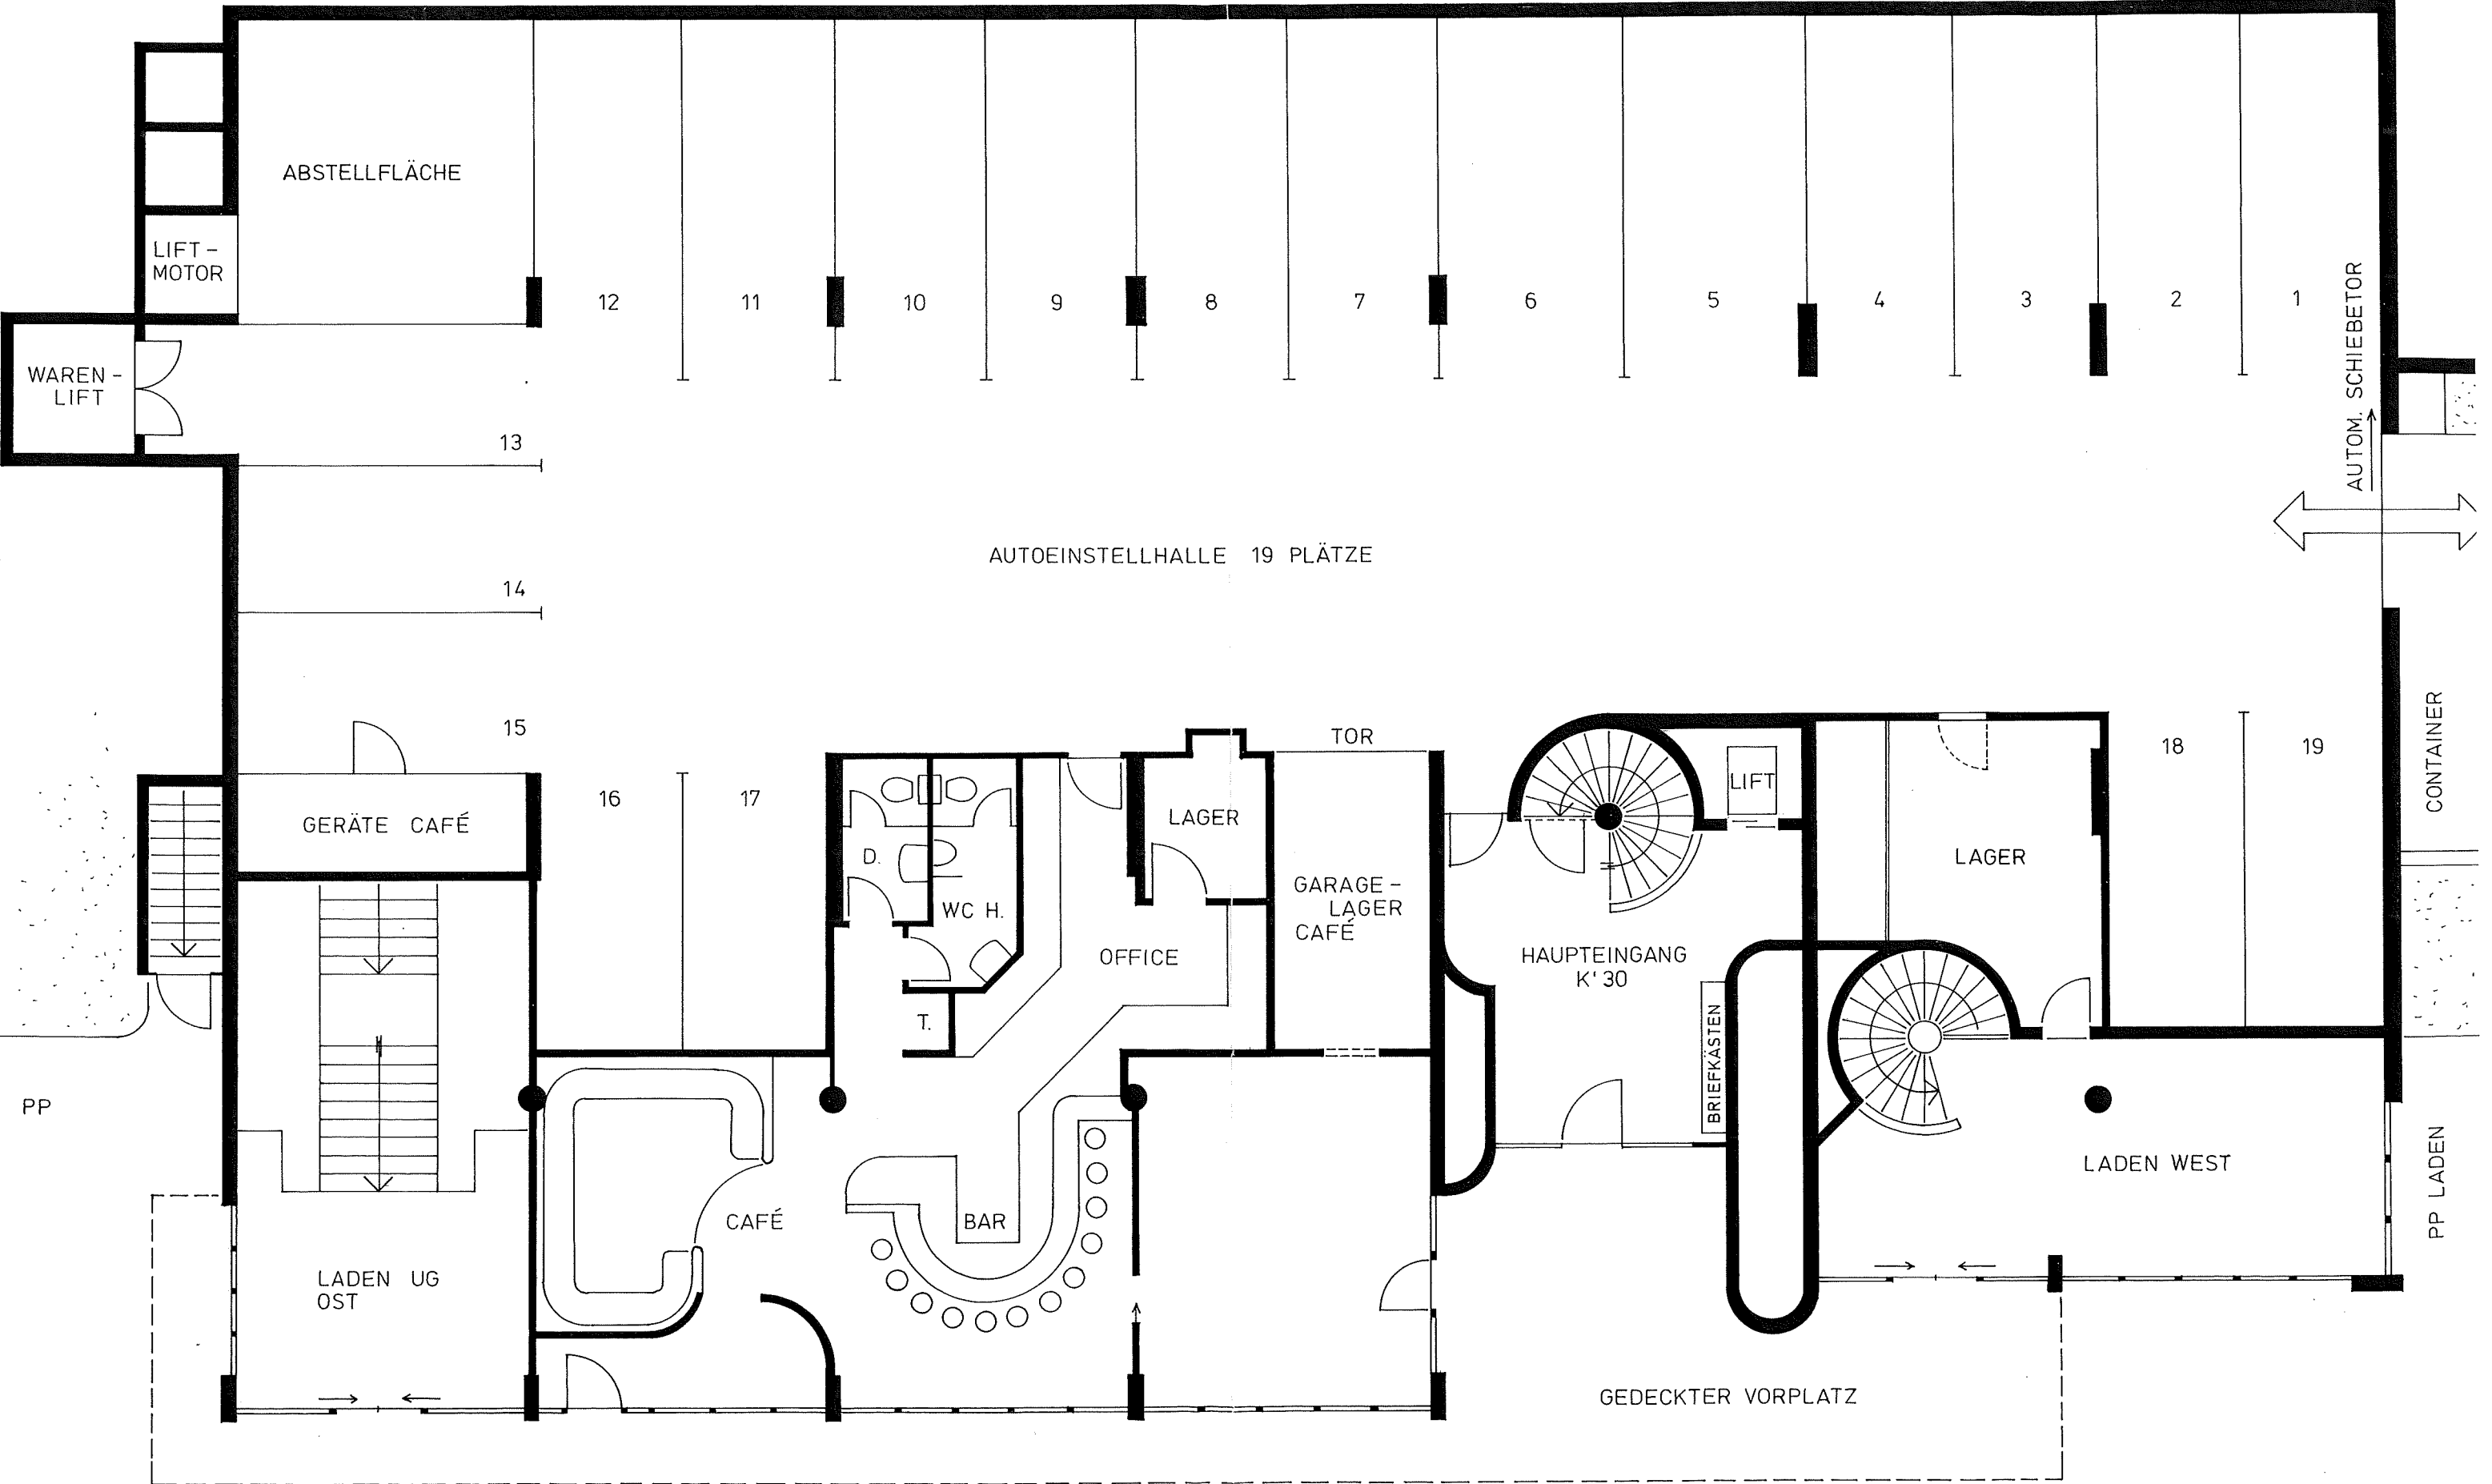 ABSTELLFLÄCHE
LIFT-
MOTOR
WAREN-
LIFT
12
11
10
9
8
7
6
5
4
3
2
1
AUTOM. SCHIEBETOR
13
14
15
AUTOEINSTELLHALLE 19 PLÄTZE
TOR
16
17
18
19
CONTAINER
GERÄTE CAFÉ
D.
WC H.
T.
LAGER
OFFICE
GARAGE-
LAGER
CAFÉ
LIFT
HAUPTEINGANG
K'30
BRIEFKÄSTEN
LAGER
PP
LADEN UG
OST
CAFÉ
BAR
LADEN WEST
PP LADEN
GEDECKTER VORPLATZ